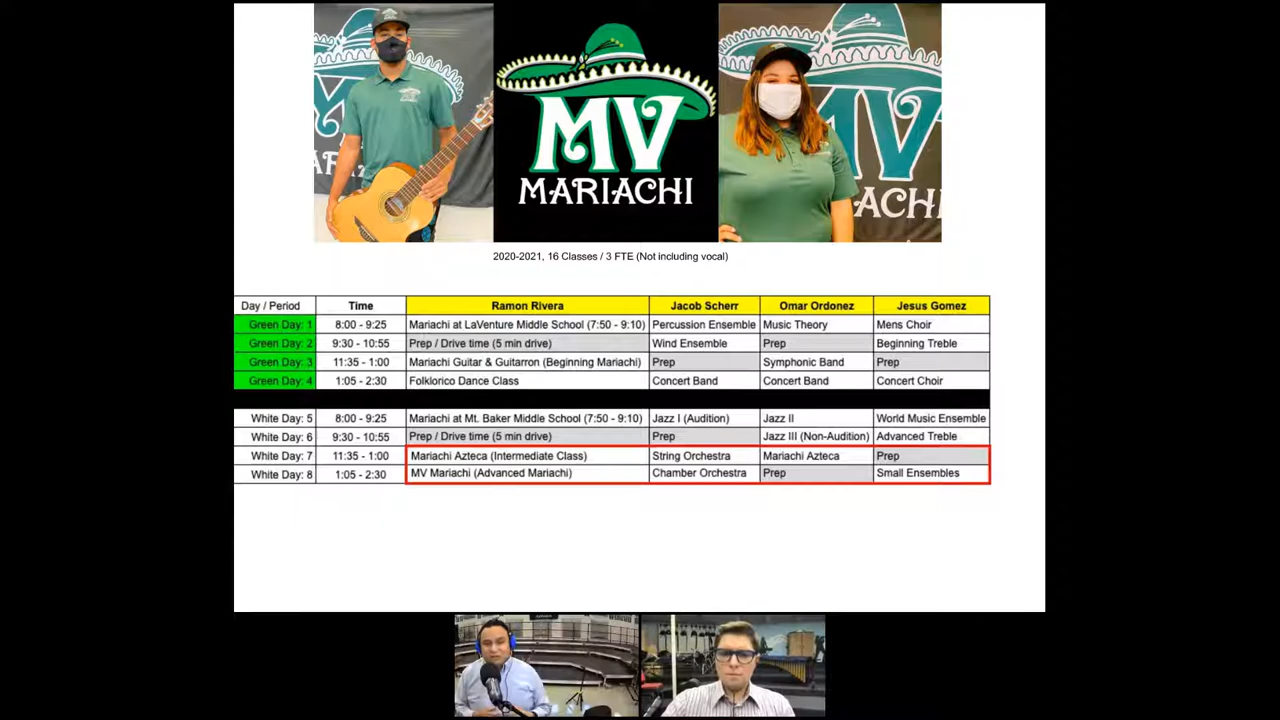 MV
MARIACHI
MV
ACHI
2020-2021, 16 Classes / 3 FTE (Not including vocal)
Day / Period Time Ramon Rivera Jacob Scherr Omar Ordonez Jesus Gomez
Green Day: 1 8:00 - 9:25 Mariachi at LaVenture Middle School (7:50 - 9:10) Percussion Ensemble Music Theory Mens Choir
Green Day: 2 9:30 - 10:55 Prep / Drive time (5 min drive) Wind Ensemble Prep Beginning Treble
Green Day: 3 11:35 - 1:00 Mariachi Guitar & Guitarron (Beginning Mariachi) Prep Symphonic Band Prep
Green Day: 4 1:05 - 2:30 Folklorico Dance Class Concert Band Concert Band Concert Choir
White Day: 5 8:00 - 9:25 Mariachi at Mt. Baker Middle School (7:50 - 9:10) Jazz I (Audition) Jazz II World Music Ensemble
White Day: 6 9:30 - 10:55 Prep / Drive time (5 min drive) Prep Jazz III (Non-Audition) Advanced Treble
White Day: 7 11:35 - 1:00 Mariachi Azteca (Intermediate Class) String Orchestra Mariachi Azteca Prep
White Day: 8 1:05 - 2:30 MV Mariachi (Advanced Mariachi) Chamber Orchestra Prep Small Ensembles